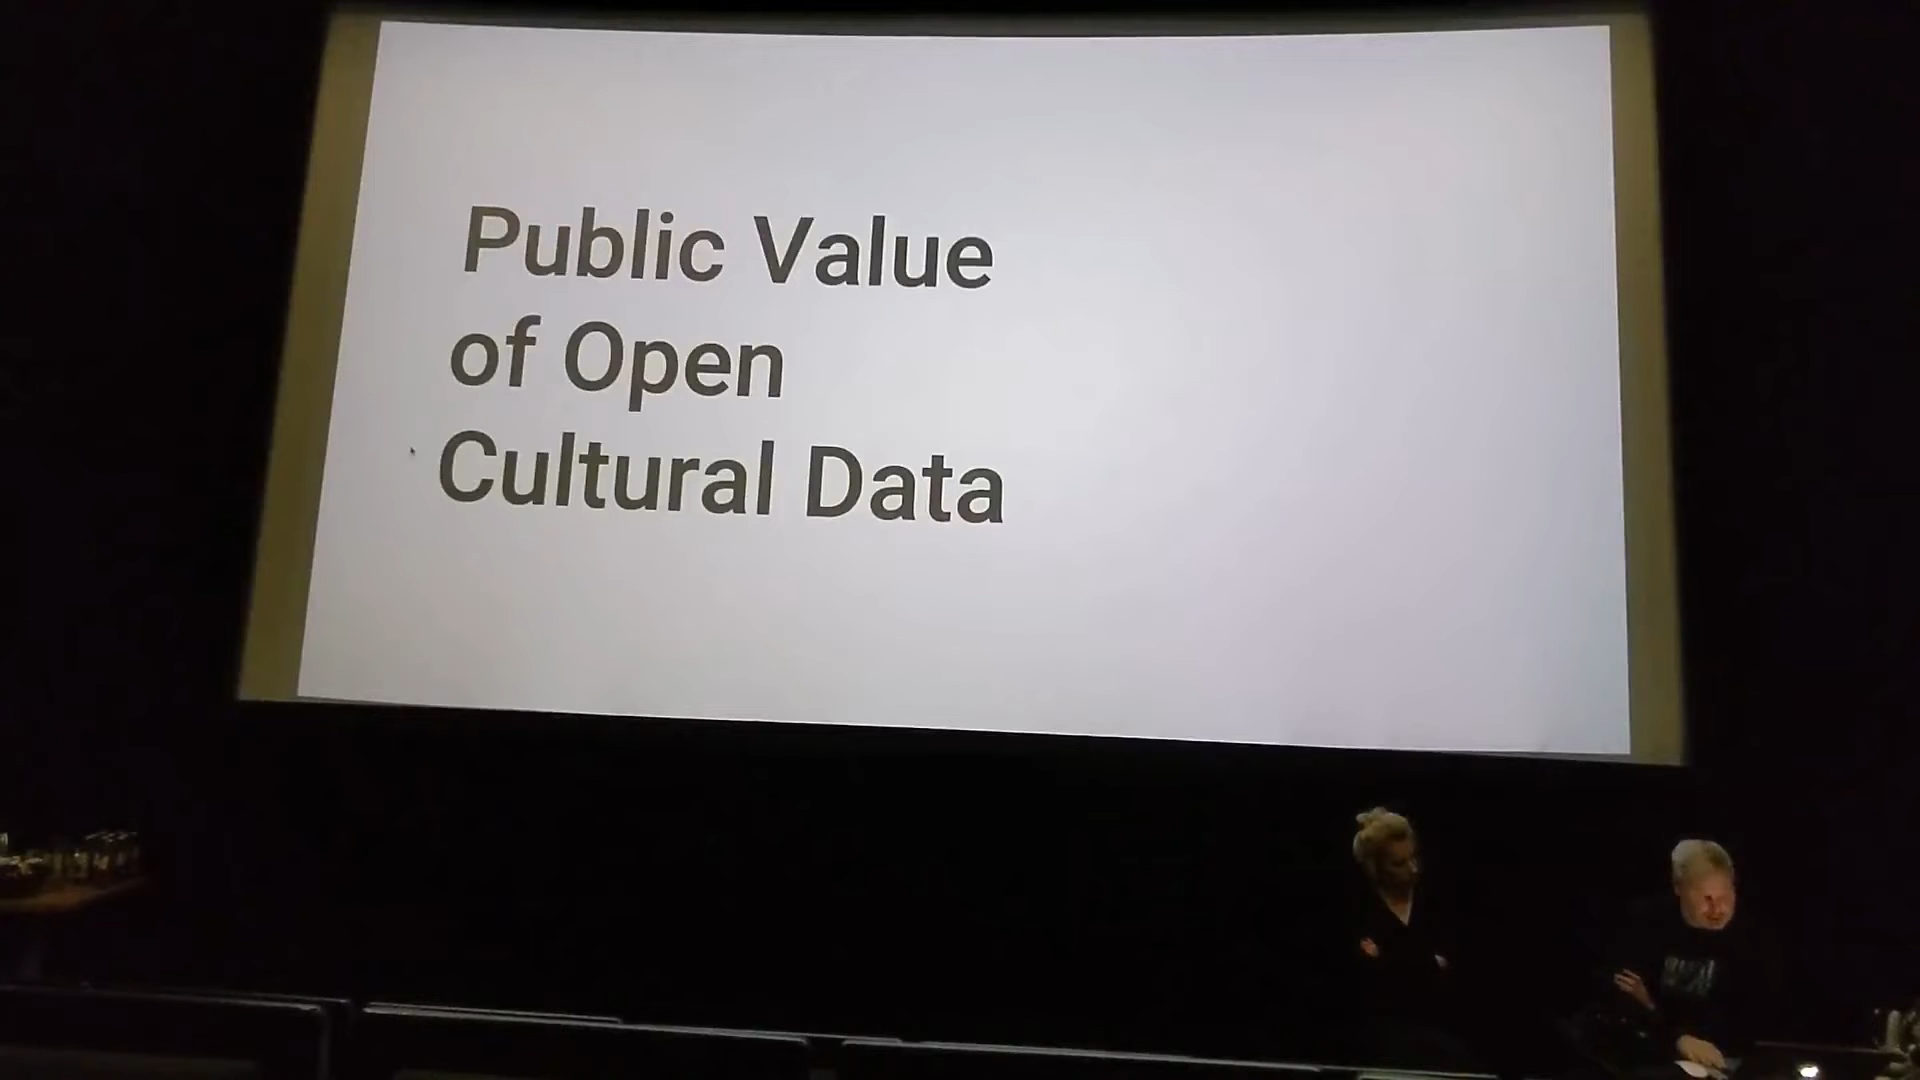 Public Value
of Open
Cultural Data